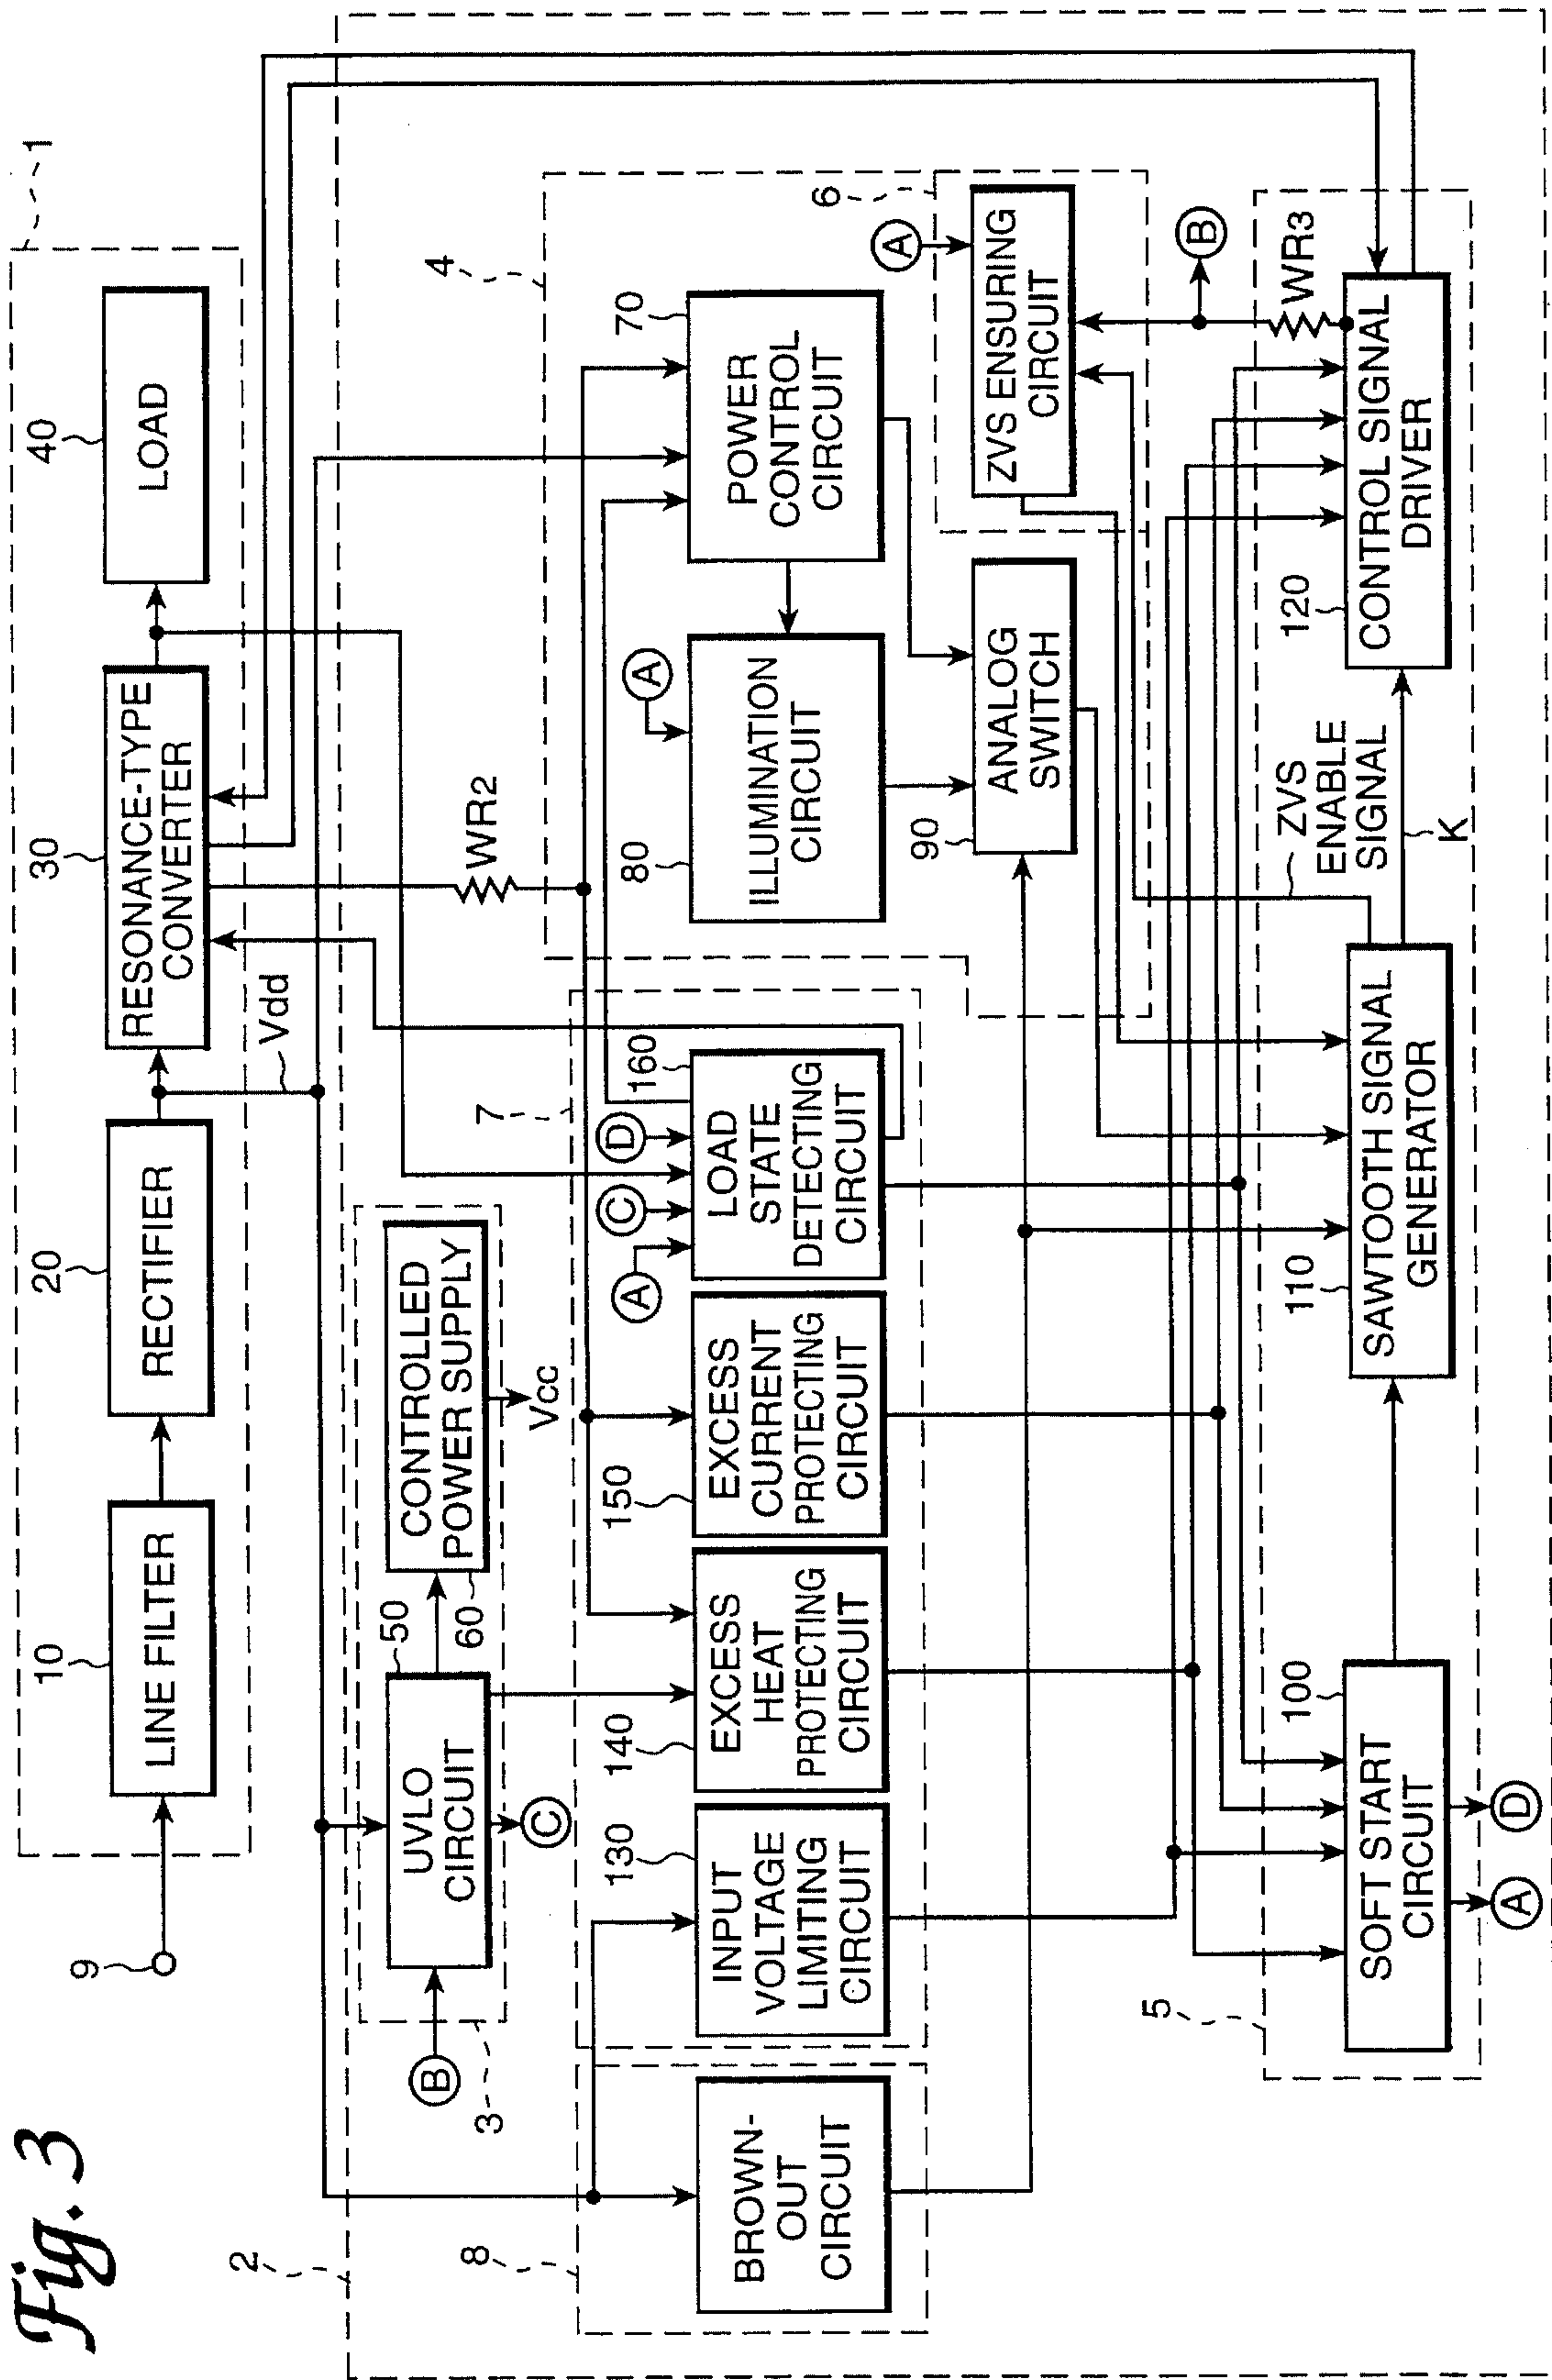 Fig. 3
1
9
10
LINE FILTER
20
RECTIFIER
30
RESONANCE-TYPE
CONVERTER
40
LOAD
Vdd
WR2
2
3
B
50
UVLO
CIRCUIT
C
60
CONTROLLED
POWER SUPPLY
Vcc
8
BROWN-
OUT
CIRCUIT
7
130
INPUT
VOLTAGE
LIMITING
CIRCUIT
140
EXCESS
HEAT
PROTECTING
CIRCUIT
150
EXCESS
CURRENT
PROTECTING
CIRCUIT
A
C
D
160
LOAD
STATE
DETECTING
CIRCUIT
4
A
80
ILLUMINATION
CIRCUIT
70
POWER
CONTROL
CIRCUIT
90
ANALOG
SWITCH
6
A
ZVS ENSURING
CIRCUIT
B
WR3
5
100
SOFT START
CIRCUIT
A
D
110
SAWTOOTH SIGNAL
GENERATOR
ZVS
ENABLE
SIGNAL
K
120
CONTROL SIGNAL
DRIVER